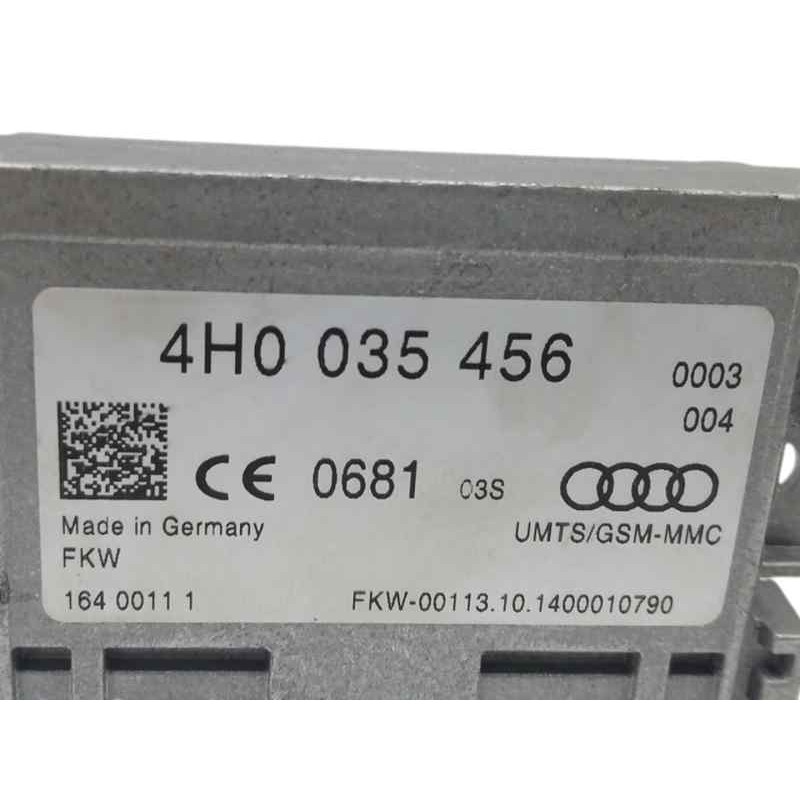 4H0 035 456
0003
004
CE 0681 03S
Made in Germany
UMTS/GSM-MMC
FKW
164 0011 1
FKW-00113.10.1400010790